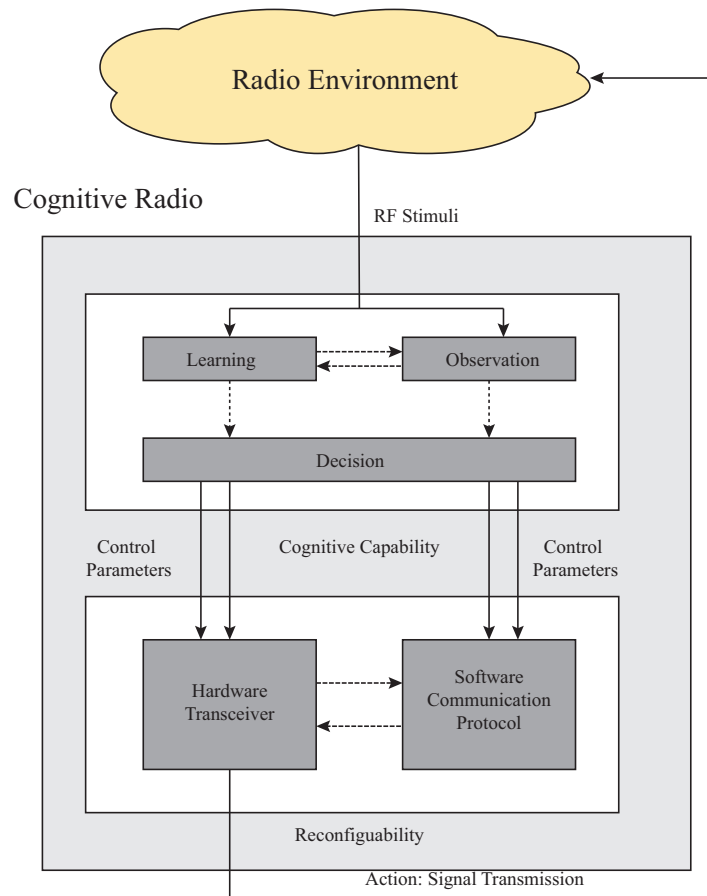 Radio Environment
Cognitive Radio
RF Stimuli
Learning
Observation
Decision
Control
Parameters
Cognitive Capability
Control
Parameters
Hardware
Transceiver
Software
Communication
Protocol
Reconfiguability
Action: Signal Transmission